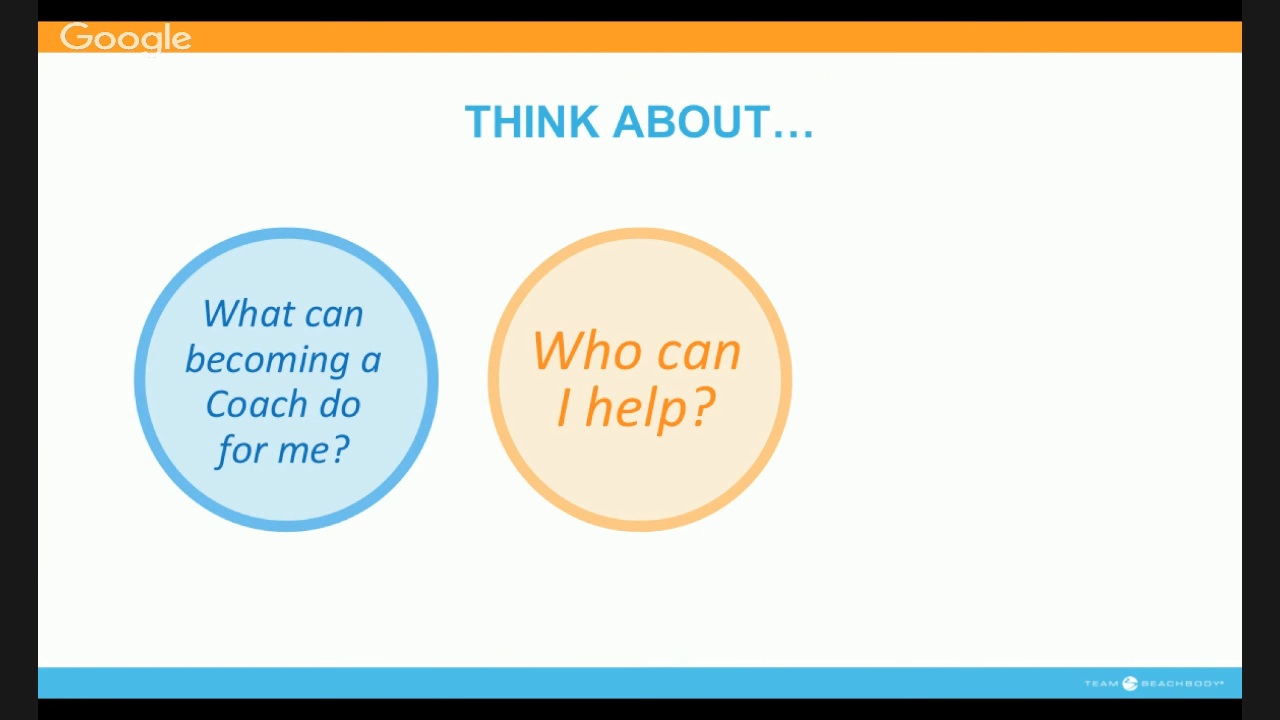 Google
THINK ABOUT...
What can
becoming a
Coach do
for me?
Who can
I help?
TEAM BEACHBODY®